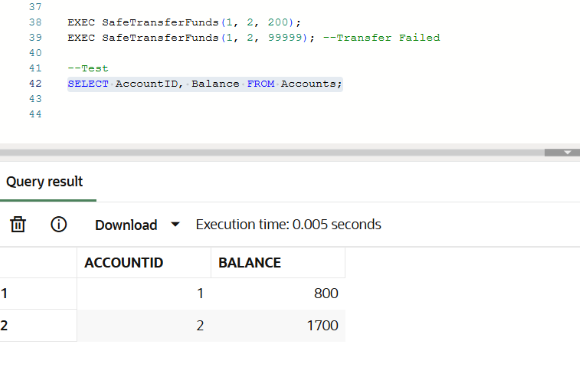 37
38 EXEC SafeTransferFunds(1, 2, 200);
39 EXEC SafeTransferFunds(1, 2, 99999); --Transfer Failed
40
41 --Test
42 SELECT AccountID, Balance FROM Accounts;
43
44
Query result
Download Execution time: 0.005 seconds
ACCOUNTID BALANCE
1 1 800
2 2 1700